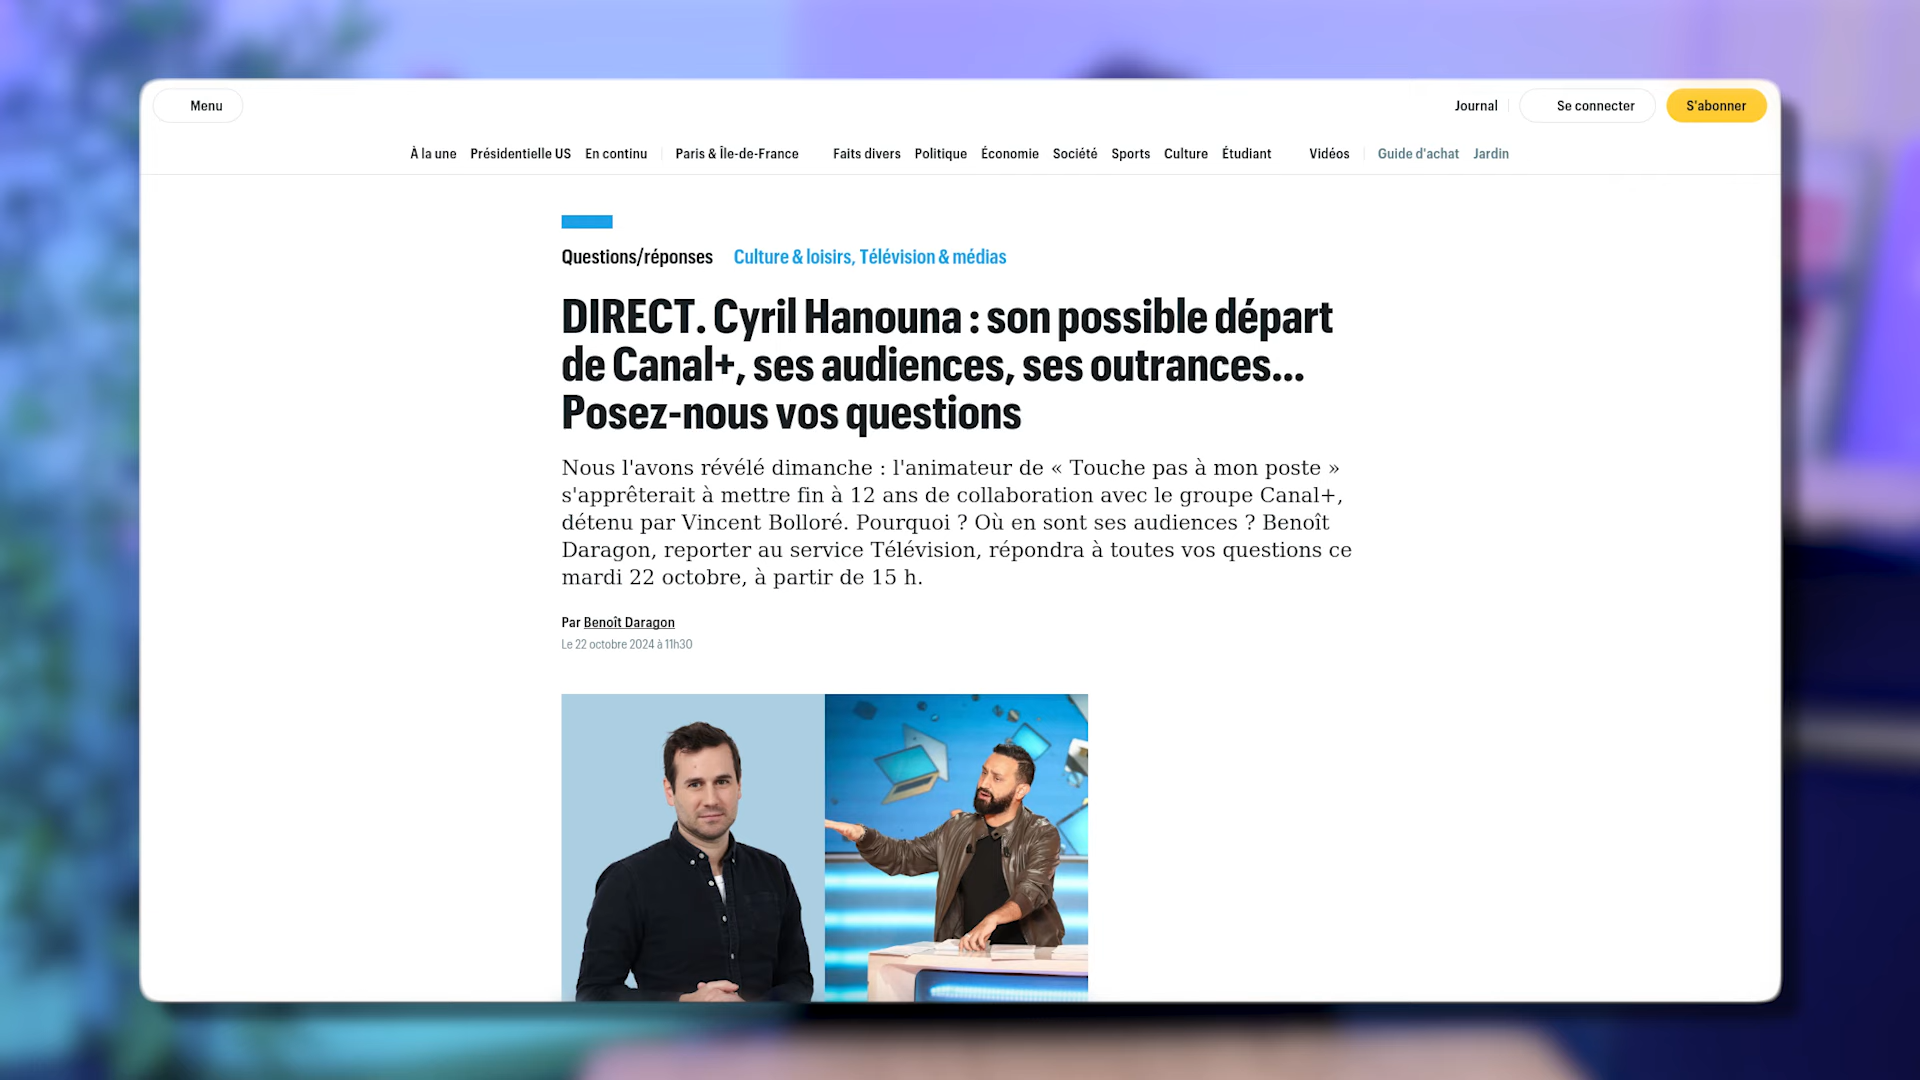 Menu
Journal
Se connecter
S'abonner
À la une Présidentielle US En continu Paris & Île-de-France Faits divers Politique Économie Société Sports Culture Étudiant Vidéos Guide d'achat Jardin
Questions/réponses Culture & loisirs, Télévision & médias
DIRECT. Cyril Hanouna : son possible départ
de Canal+, ses audiences, ses outrances...
Posez-nous vos questions
Nous l'avons révélé dimanche : l'animateur de « Touche pas à mon poste »
s'apprêterait à mettre fin à 12 ans de collaboration avec le groupe Canal+,
détenu par Vincent Bolloré. Pourquoi ? Où en sont ses audiences ? Benoît
Daragon, reporter au service Télévision, répondra à toutes vos questions ce
mardi 22 octobre, à partir de 15 h.
Par Benoît Daragon
Le 22 octobre 2024 à 11h30